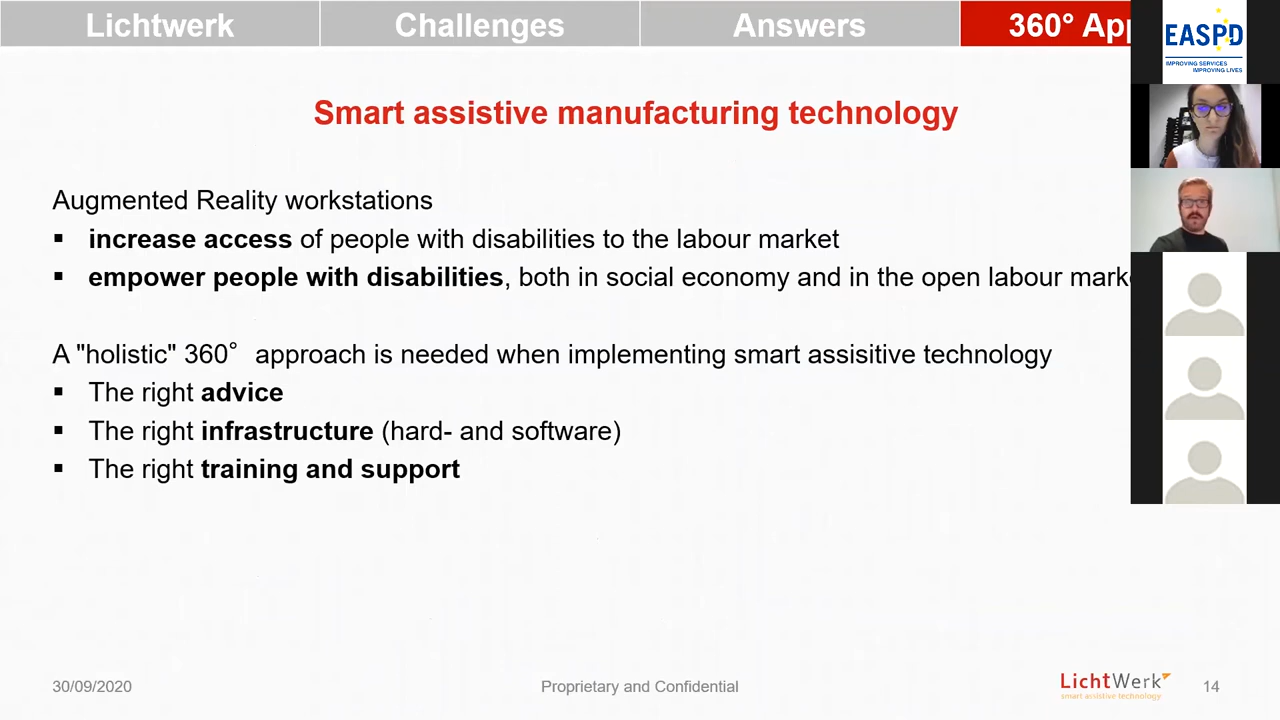 Lichtwerk
Challenges
Answers
360° App
EASPD
IMPROVING SERVICES
IMPROVING LIVES
Smart assistive manufacturing technology
Augmented Reality workstations
▪ increase access of people with disabilities to the labour market
▪ empower people with disabilities, both in social economy and in the open labour mark
A "holistic" 360° approach is needed when implementing smart assisitive technology
▪ The right advice
▪ The right infrastructure (hard- and software)
▪ The right training and support
30/09/2020
Proprietary and Confidential
LichtWerk
smart assistive technology
14